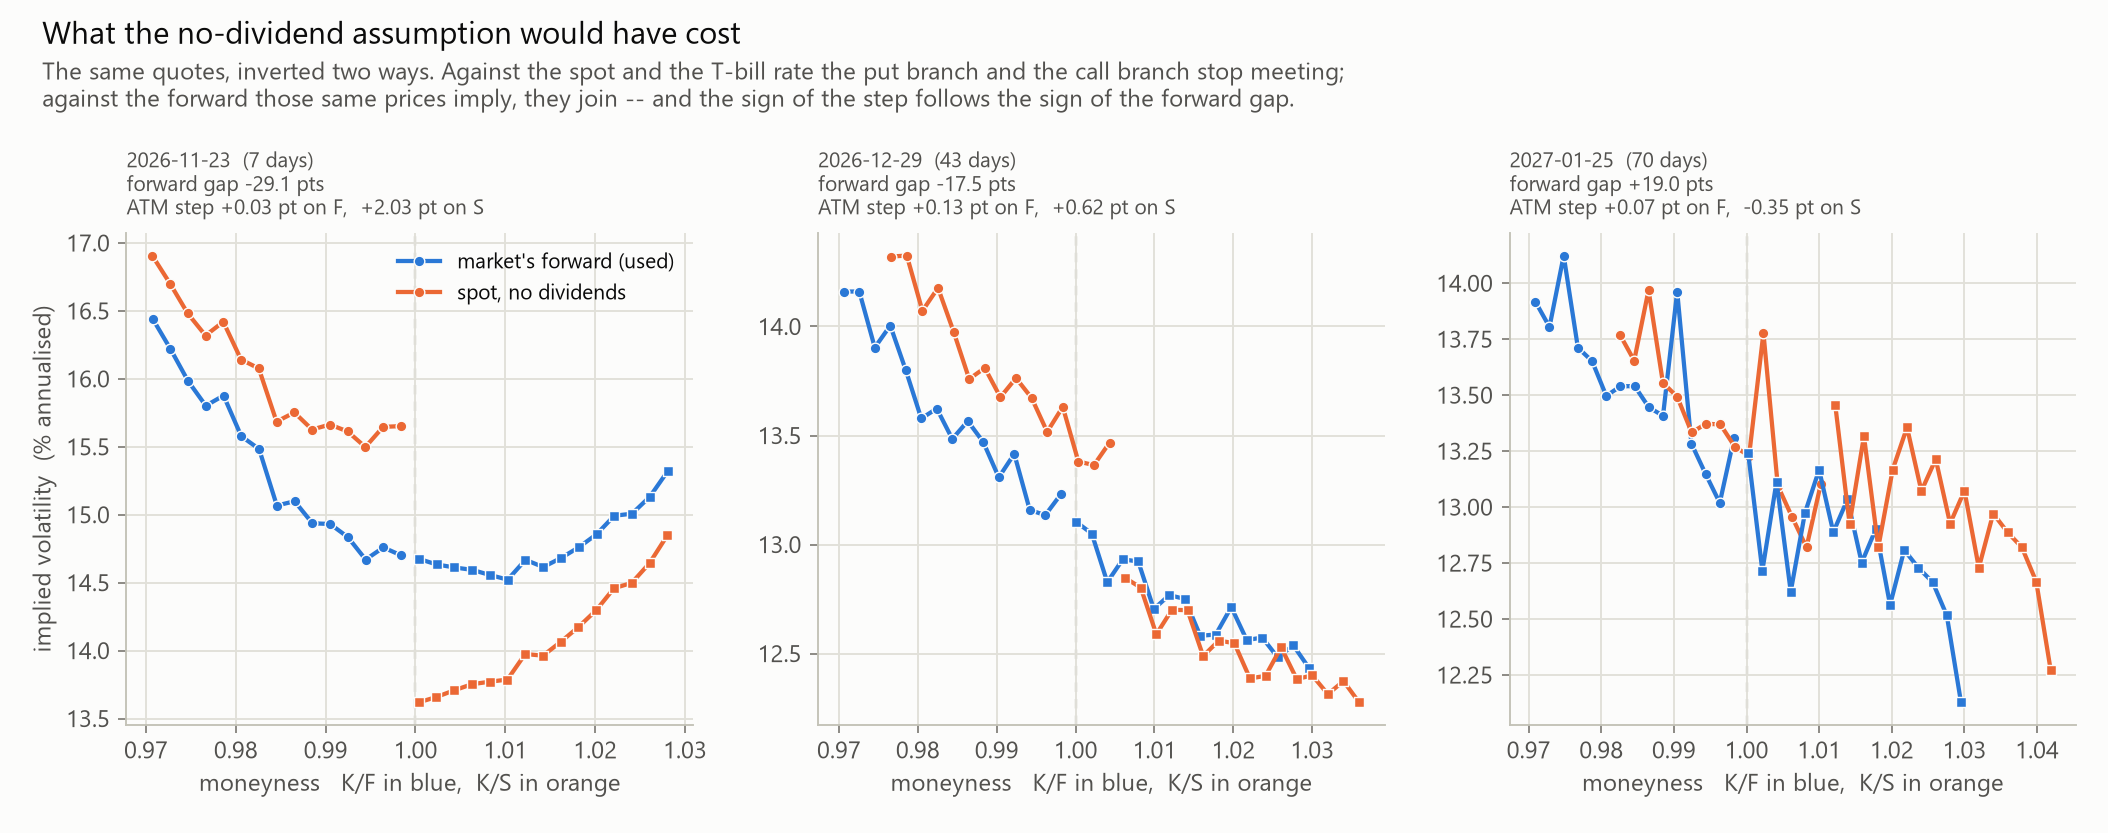 What the no-dividend assumption would have cost
The same quotes, inverted two ways. Against the spot and the T-bill rate the put branch and the call branch stop meeting;
against the forward those same prices imply, they join -- and the sign of the step follows the sign of the forward gap.
2026-11-23  (7 days)
forward gap -29.1 pts
ATM step +0.03 pt on F,  +2.03 pt on S
market's forward (used)
spot, no dividends
implied volatility  (% annualised)
17.0
16.5
16.0
15.5
15.0
14.5
14.0
13.5
0.97 0.98 0.99 1.00 1.01 1.02 1.03
moneyness   K/F in blue,  K/S in orange
2026-12-29  (43 days)
forward gap -17.5 pts
ATM step +0.13 pt on F,  +0.62 pt on S
14.0
13.5
13.0
12.5
0.97 0.98 0.99 1.00 1.01 1.02 1.03
moneyness   K/F in blue,  K/S in orange
2027-01-25  (70 days)
forward gap +19.0 pts
ATM step +0.07 pt on F,  -0.35 pt on S
14.00
13.75
13.50
13.25
13.00
12.75
12.50
12.25
0.97 0.98 0.99 1.00 1.01 1.02 1.03 1.04
moneyness   K/F in blue,  K/S in orange